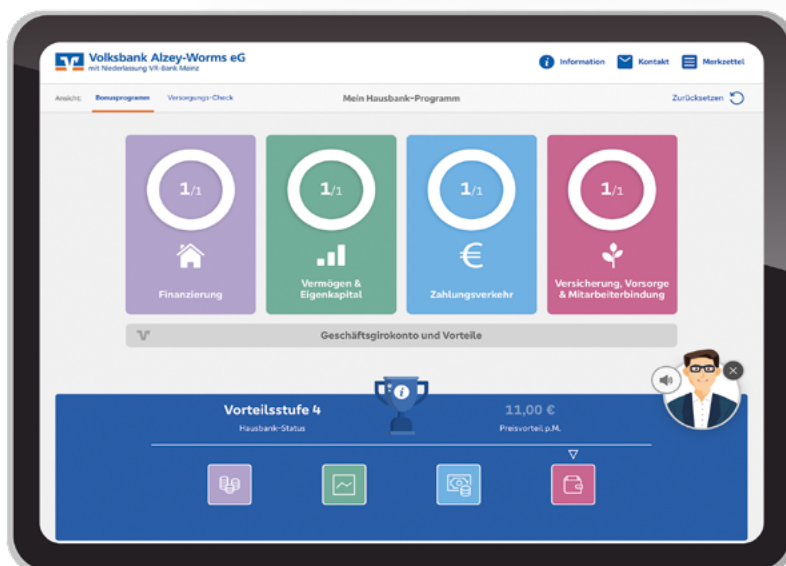 Volksbank Alzey-Worms eG
mit Niederlassung VR-Bank Mainz
Information
Kontakt
Merkzettel
Ansicht:
Bonusprogramm
Versorgungs-Check
Mein Hausbank-Programm
Zurücksetzen
1/1
Finanzierung
1/1
Vermögen &
Eigenkapital
1/1
€
Zahlungsverkehr
1/1
Versicherung, Vorsorge
& Mitarbeiterbindung
Geschäftsgirokonto und Vorteile
Vorteilsstufe 4
Hausbank-Status
11,00 €
Preisvorteil p.M.